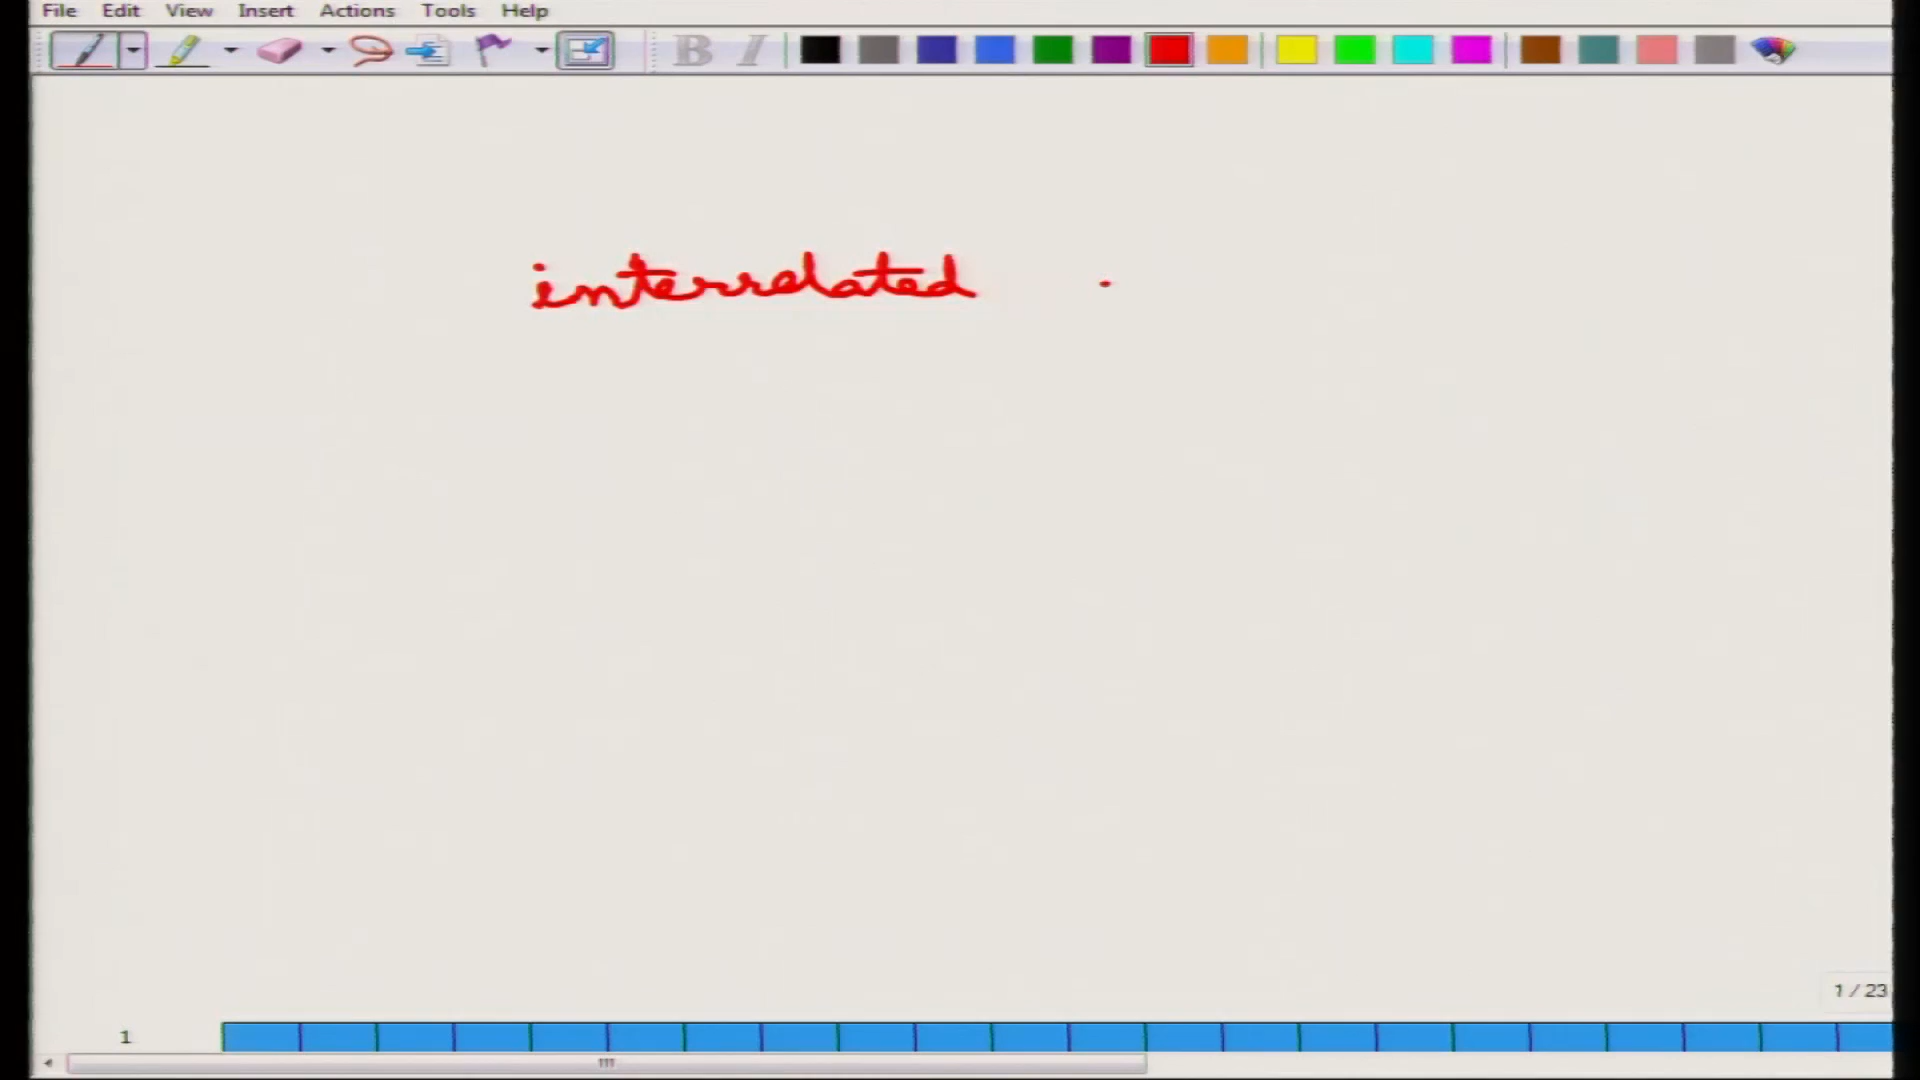 File Edit View Insert Actions Tools Help
B I
interrelated
1 / 23
1